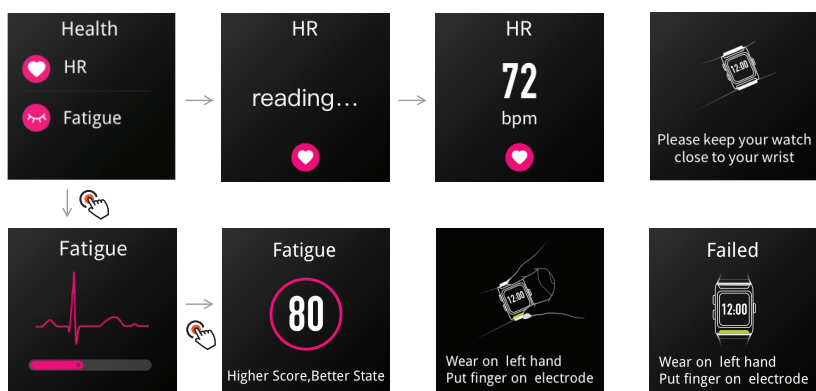 Health
HR
Fatigue
HR
reading...
HR
72
bpm
12:00
Please keep your watch
close to your wrist
Fatigue
Fatigue
80
Higher Score,Better State
12:00
Wear on left hand
Put finger on electrode
Failed
12:00
Wear on left hand
Put finger on electrode